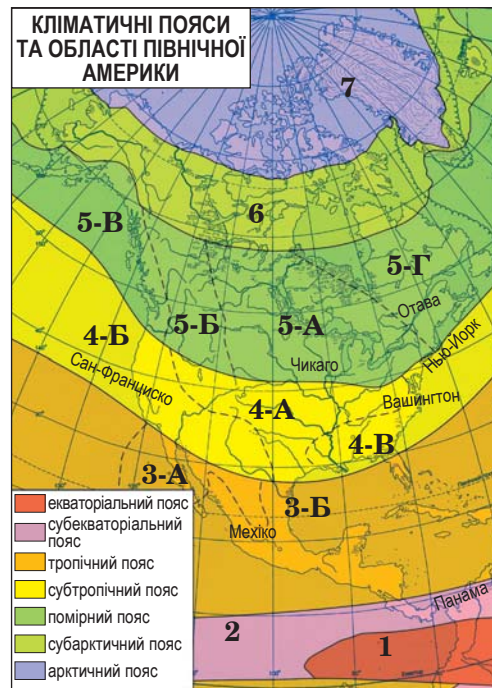 КЛІМАТИЧНІ ПОЯСИ
ТА ОБЛАСТІ ПІВНІЧНОЇ
АМЕРИКИ
7
6
5-В
5-Г
Отава
5-Б
5-А
Чикаго
Нью-Йорк
4-Б
Сан-Франциско
4-А
Вашингтон
4-В
3-А
3-Б
Мехіко
Панама
2
1
екваторіальний пояс
субекваторіальний
пояс
тропічний пояс
субтропічний пояс
помірний пояс
субарктичний пояс
арктичний пояс